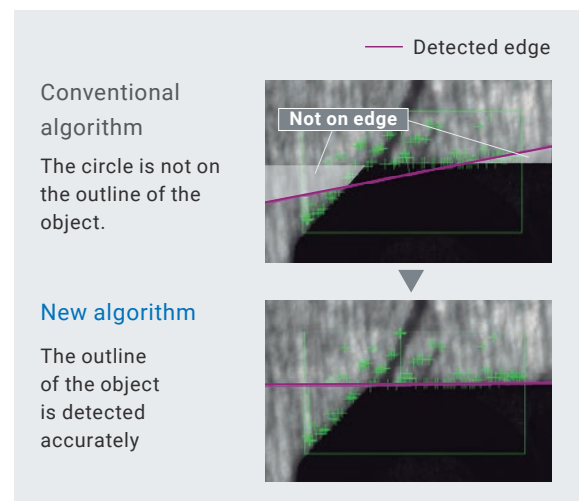 Detected edge
Conventional
algorithm
The circle is not on
the outline of the
object.
Not on edge
New algorithm
The outline
of the object
is detected
accurately